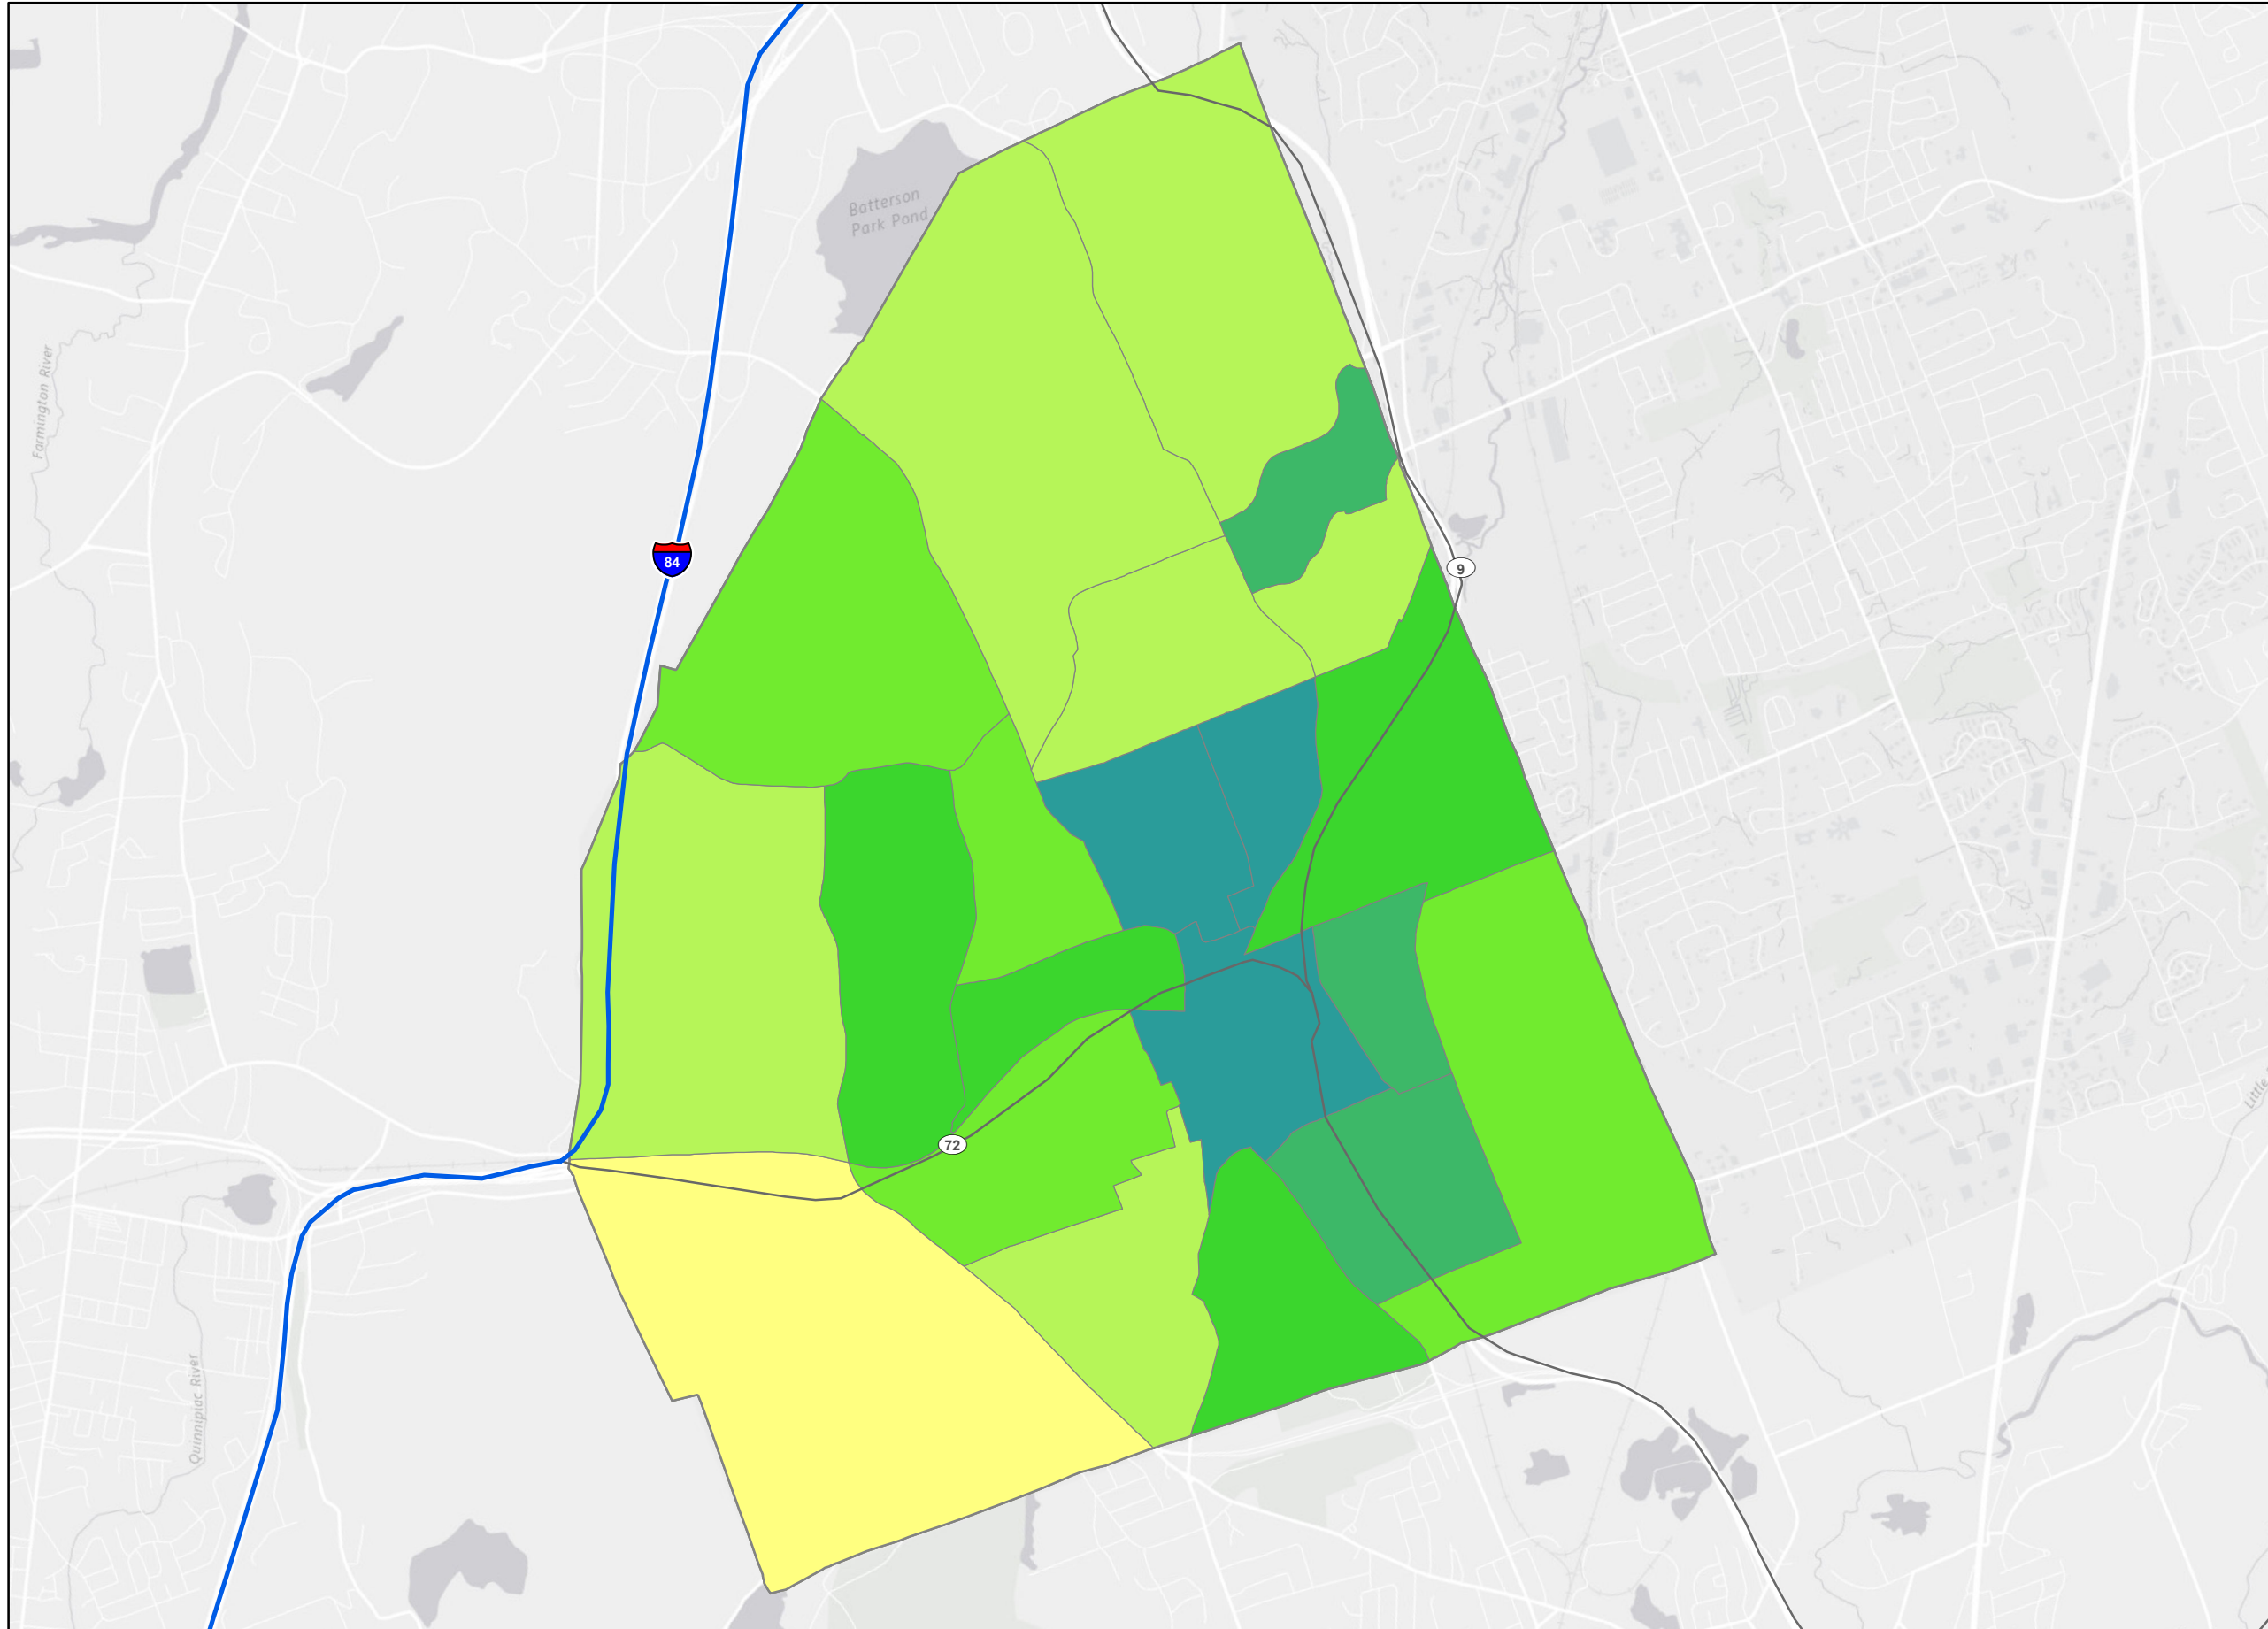 Batterson
Park Pond
Farmington River
84
9
72
Quinnipiac River
Little